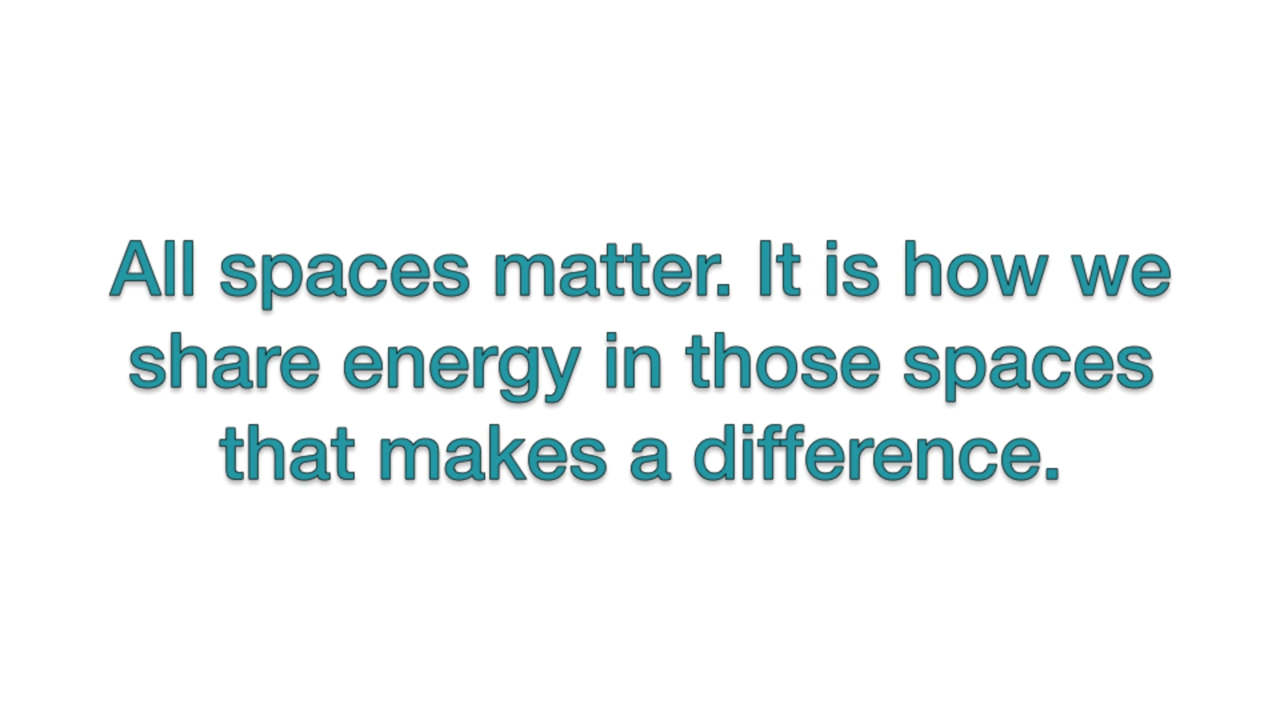 All spaces matter. It is how we
share energy in those spaces
that makes a difference.